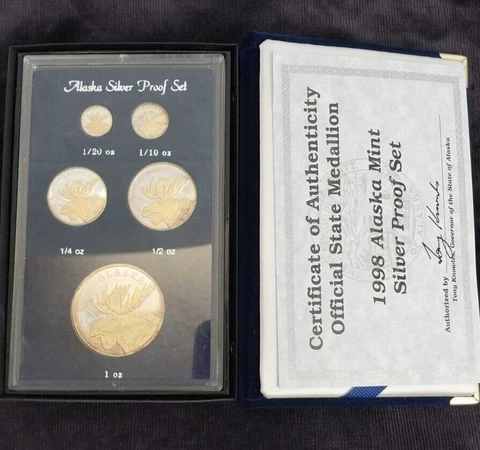 Alaska Silver Proof Set
1/20 oz
1/10 oz
1/4 oz
1/2 oz
ALASKA
1 oz
Certificate of Authenticity
Official State Medallion
1998 Alaska Mint
Silver Proof Set
Authorized by
Tony Knowles, Governor of the State of Alaska